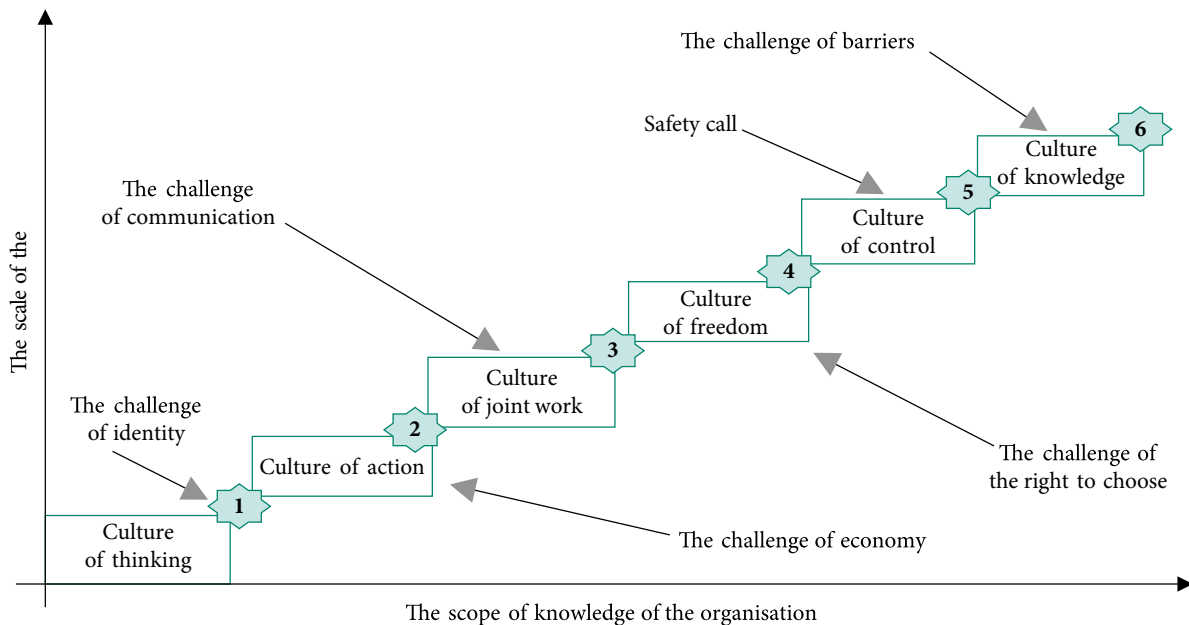 The challenge of barriers
Safety call
6
Culture
of knowledge
5
The challenge
of communication
Culture
of control
4
Culture
of freedom
3
Culture
of joint work
The challenge
of identity
2
Culture of action
The challenge of
the right to choose
1
The challenge of economy
Culture
of thinking
The scale of the
The scope of knowledge of the organisation